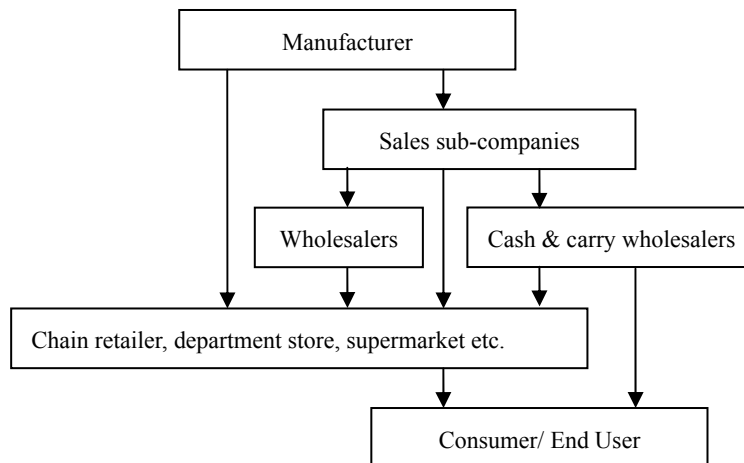 Manufacturer
Sales sub-companies
Wholesalers
Cash & carry wholesalers
Chain retailer, department store, supermarket etc.
Consumer/ End User